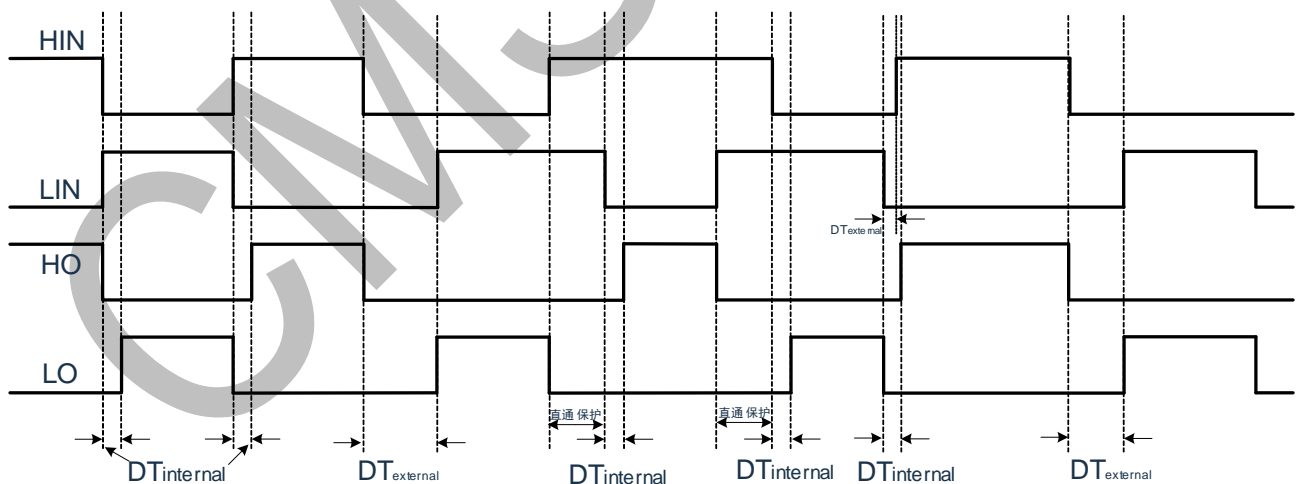 HIN
LIN
DTexternal
HO
LO
直通保护 直通保护
DTinternal DTexternal DTinternal DTinternal DTinternal DTexternal